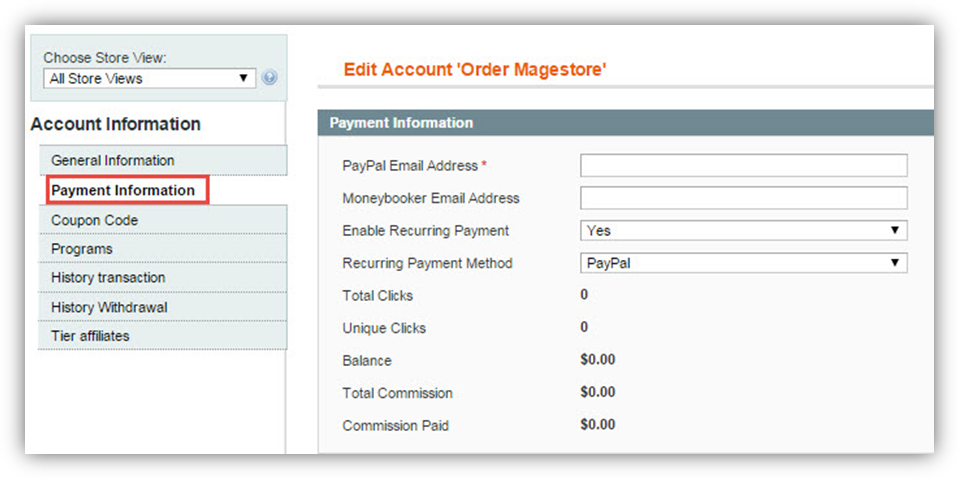 Choose Store View:
All Store Views
Account Information
General Information
Payment Information
Coupon Code
Programs
History transaction
History Withdrawal
Tier affiliates
Edit Account 'Order Magestore'
Payment Information
PayPal Email Address *
Moneybooker Email Address
Enable Recurring Payment Yes
Recurring Payment Method PayPal
Total Clicks 0
Unique Clicks 0
Balance $0.00
Total Commission $0.00
Commission Paid $0.00